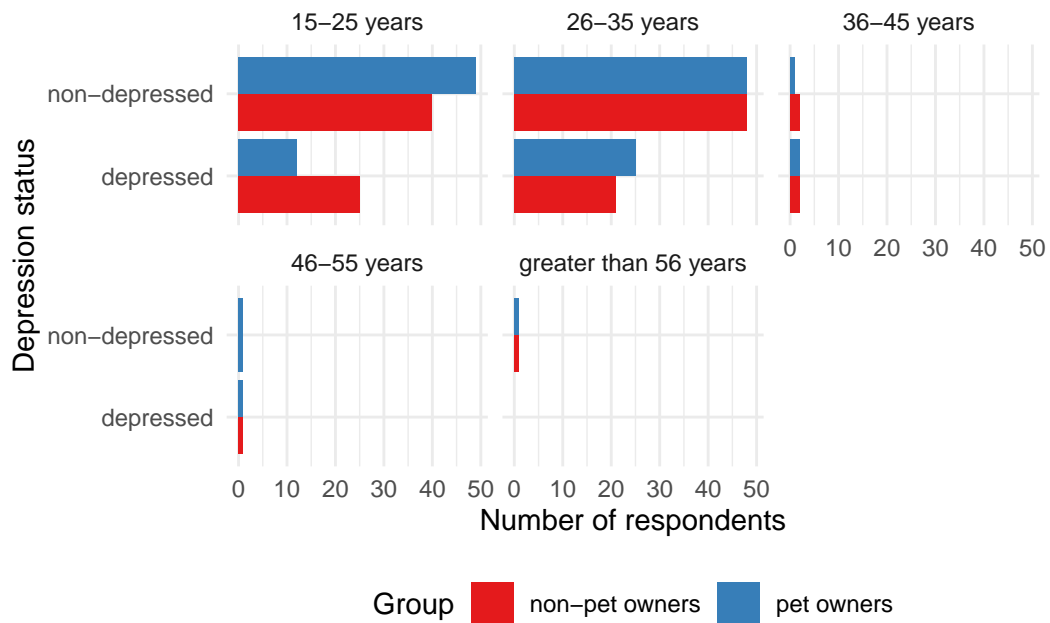 15−25 years
26−35 years
36−45 years
non−depressed
depressed
0 10 20 30 40 50
46−55 years
greater than 56 years
non−depressed
depressed
0 10 20 30 40 50
0 10 20 30 40 50
Depression status
Number of respondents
Group
non−pet owners
pet owners